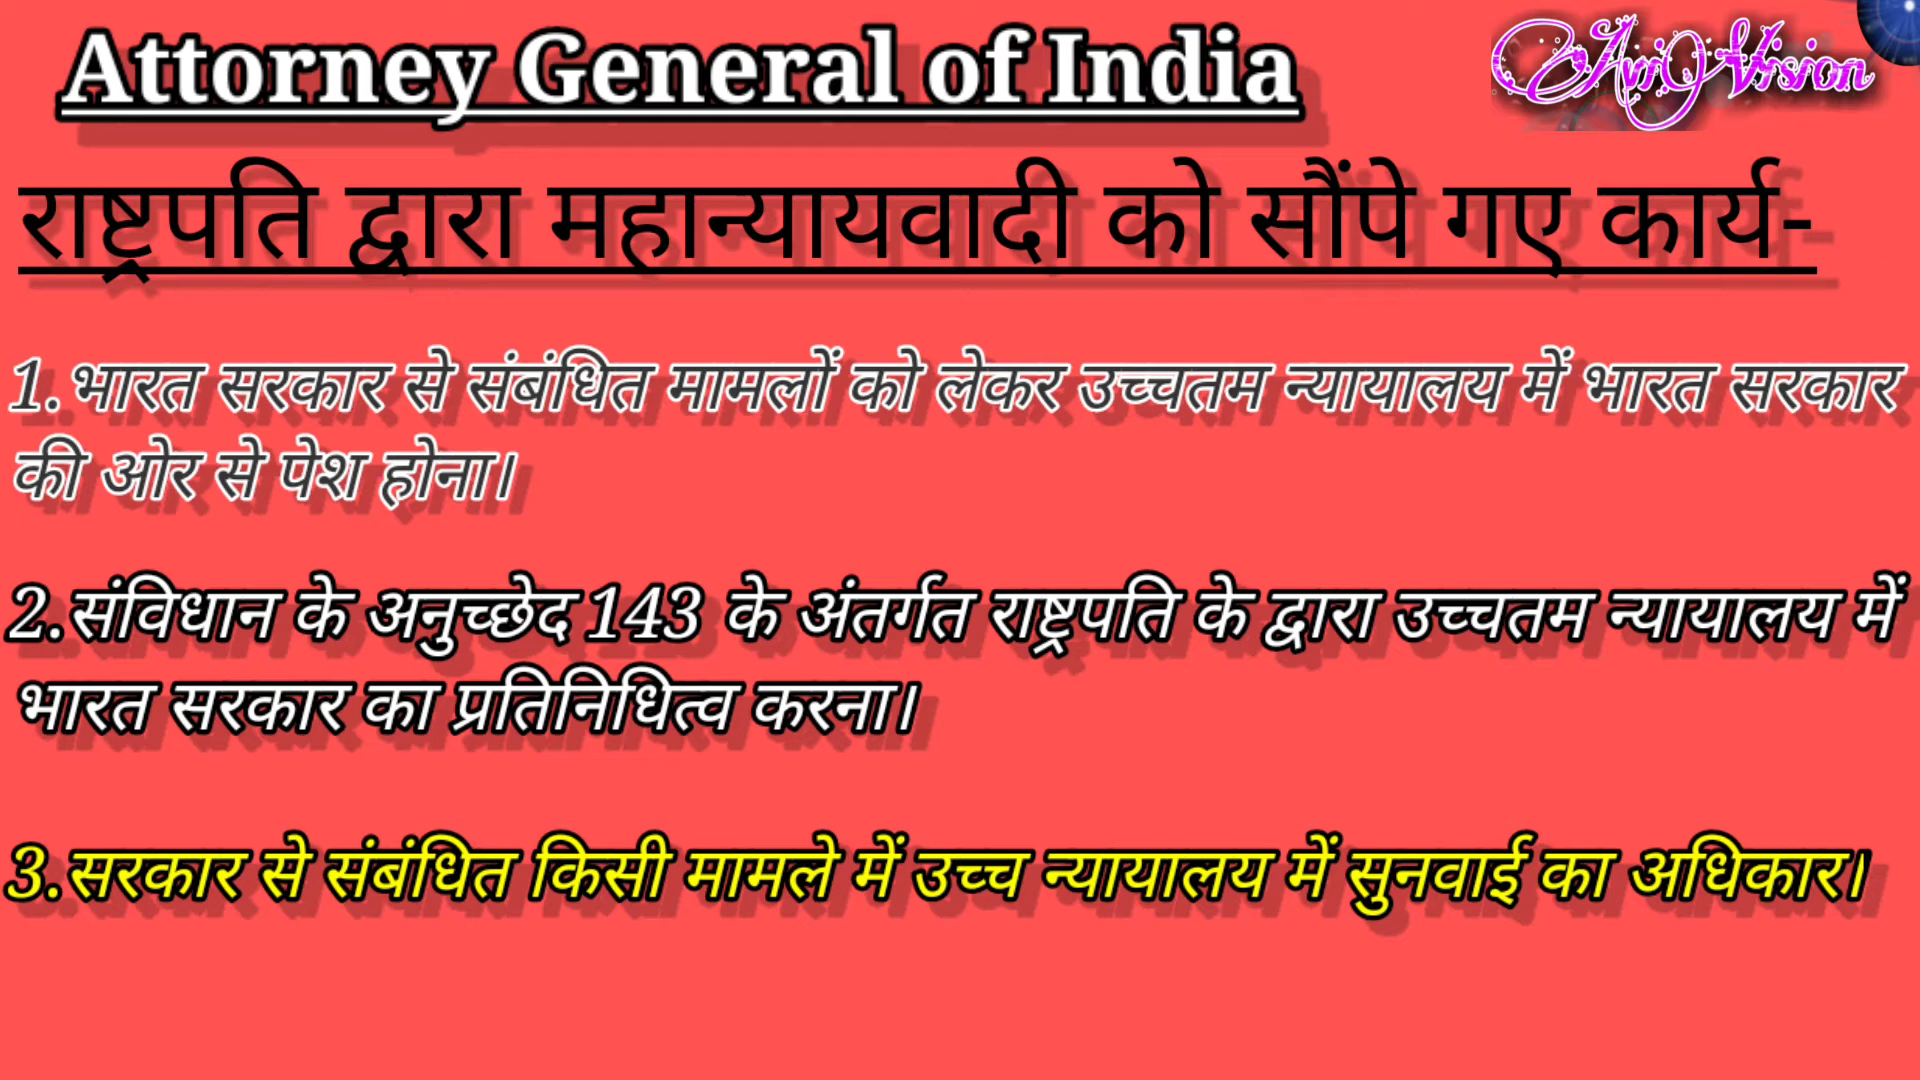 Attorney General of India
Avi Vision
राष्ट्रपति द्वारा महान्यायवादी को सौंपे गए कार्य-
1.भारत सरकार से संबंधित मामलों को लेकर उच्चतम न्यायालय में भारत सरकार
की ओर से पेश होना।
2.संविधान के अनुच्छेद 143 के अंतर्गत राष्ट्रपति के द्वारा उच्चतम न्यायालय में
भारत सरकार का प्रतिनिधित्व करना।
3.सरकार से संबंधित किसी मामले में उच्च न्यायालय में सुनवाई का अधिकार।